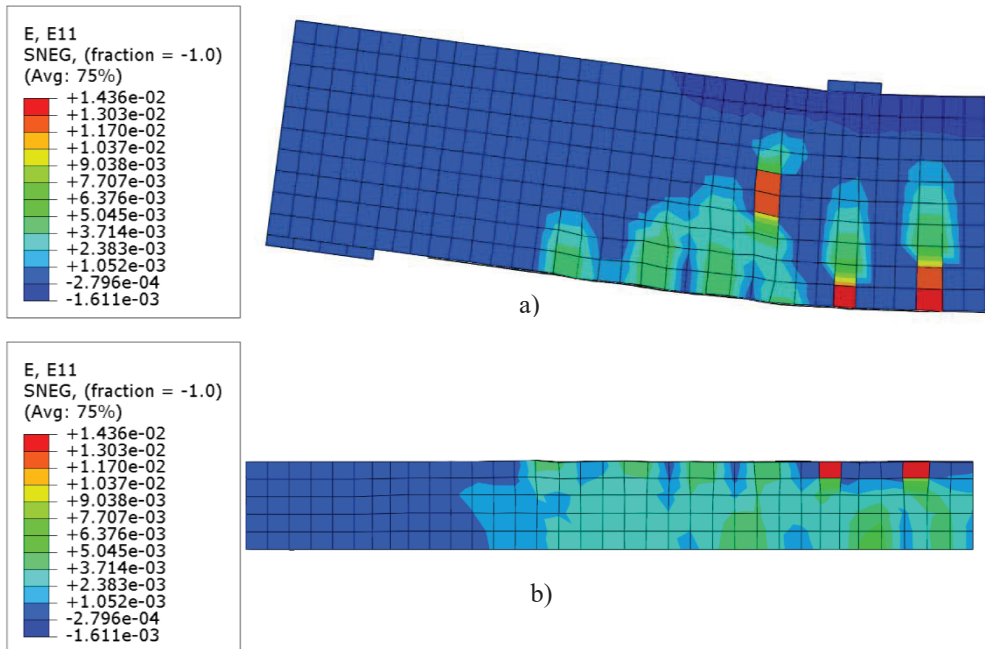 E, E11
SNEG, (fraction = -1.0)
(Avg: 75%)
+1.436e-02
+1.303e-02
+1.170e-02
+1.037e-02
+9.038e-03
+7.707e-03
+6.376e-03
+5.045e-03
+3.714e-03
+2.383e-03
+1.052e-03
-2.796e-04
-1.611e-03
a)
E, E11
SNEG, (fraction = -1.0)
(Avg: 75%)
+1.436e-02
+1.303e-02
+1.170e-02
+1.037e-02
+9.038e-03
+7.707e-03
+6.376e-03
+5.045e-03
+3.714e-03
+2.383e-03
+1.052e-03
-2.796e-04
-1.611e-03
b)